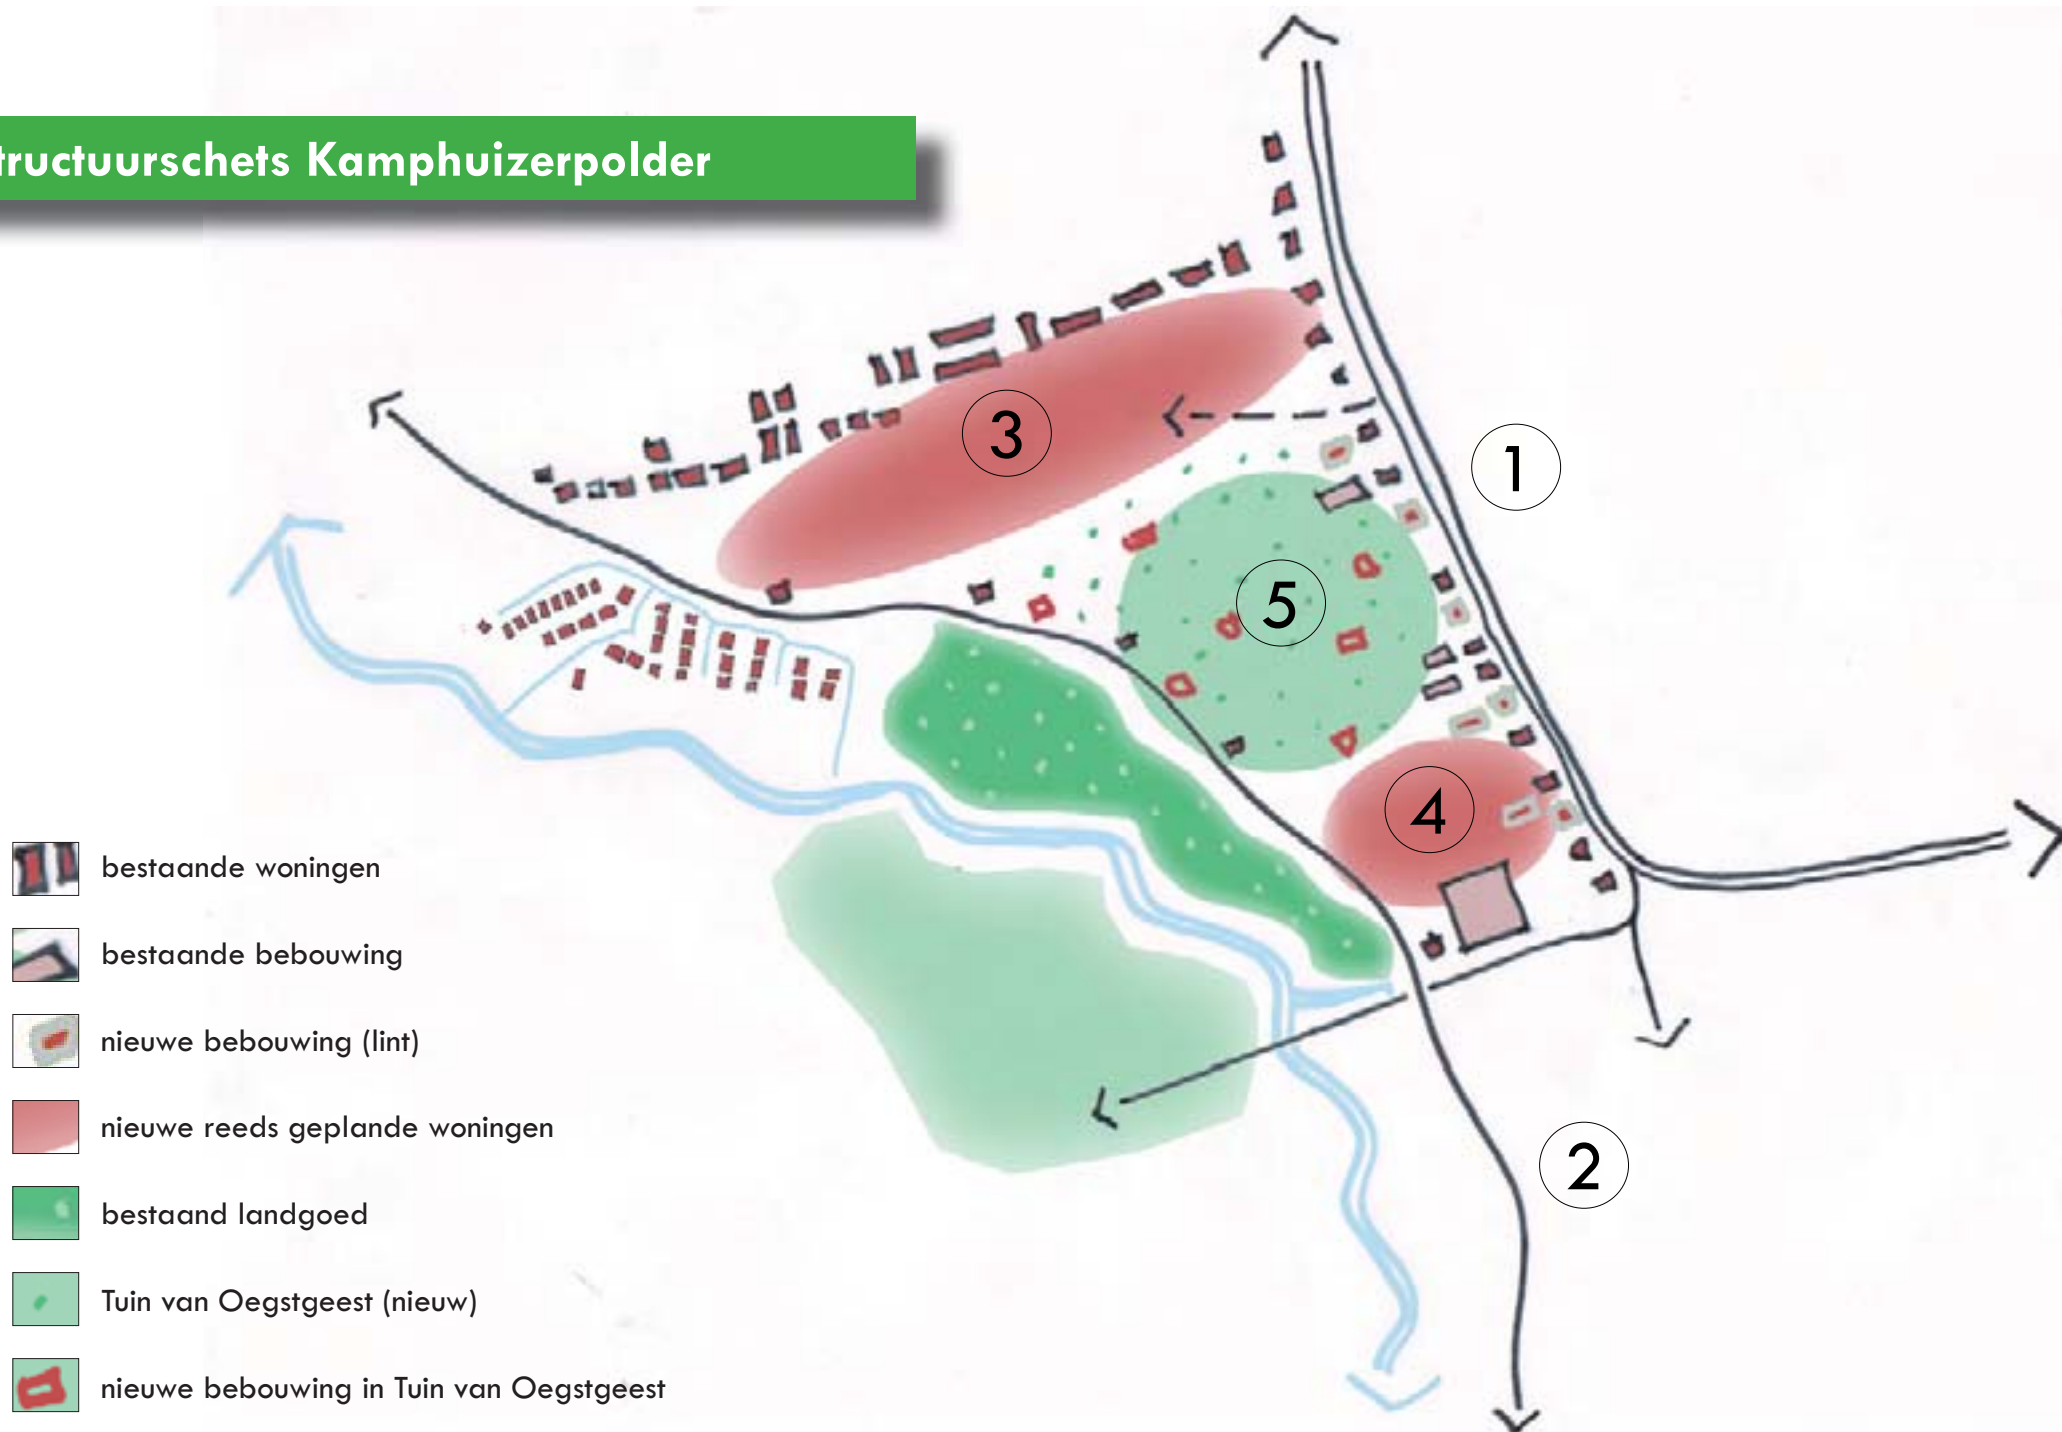 tructuurschets Kamphuizerpolder
1
3
5
4
2
bestaande woningen
bestaande bebouwing
nieuwe bebouwing (lint)
nieuwe reeds geplande woningen
bestaand landgoed
Tuin van Oegstgeest (nieuw)
nieuwe bebouwing in Tuin van Oegstgeest